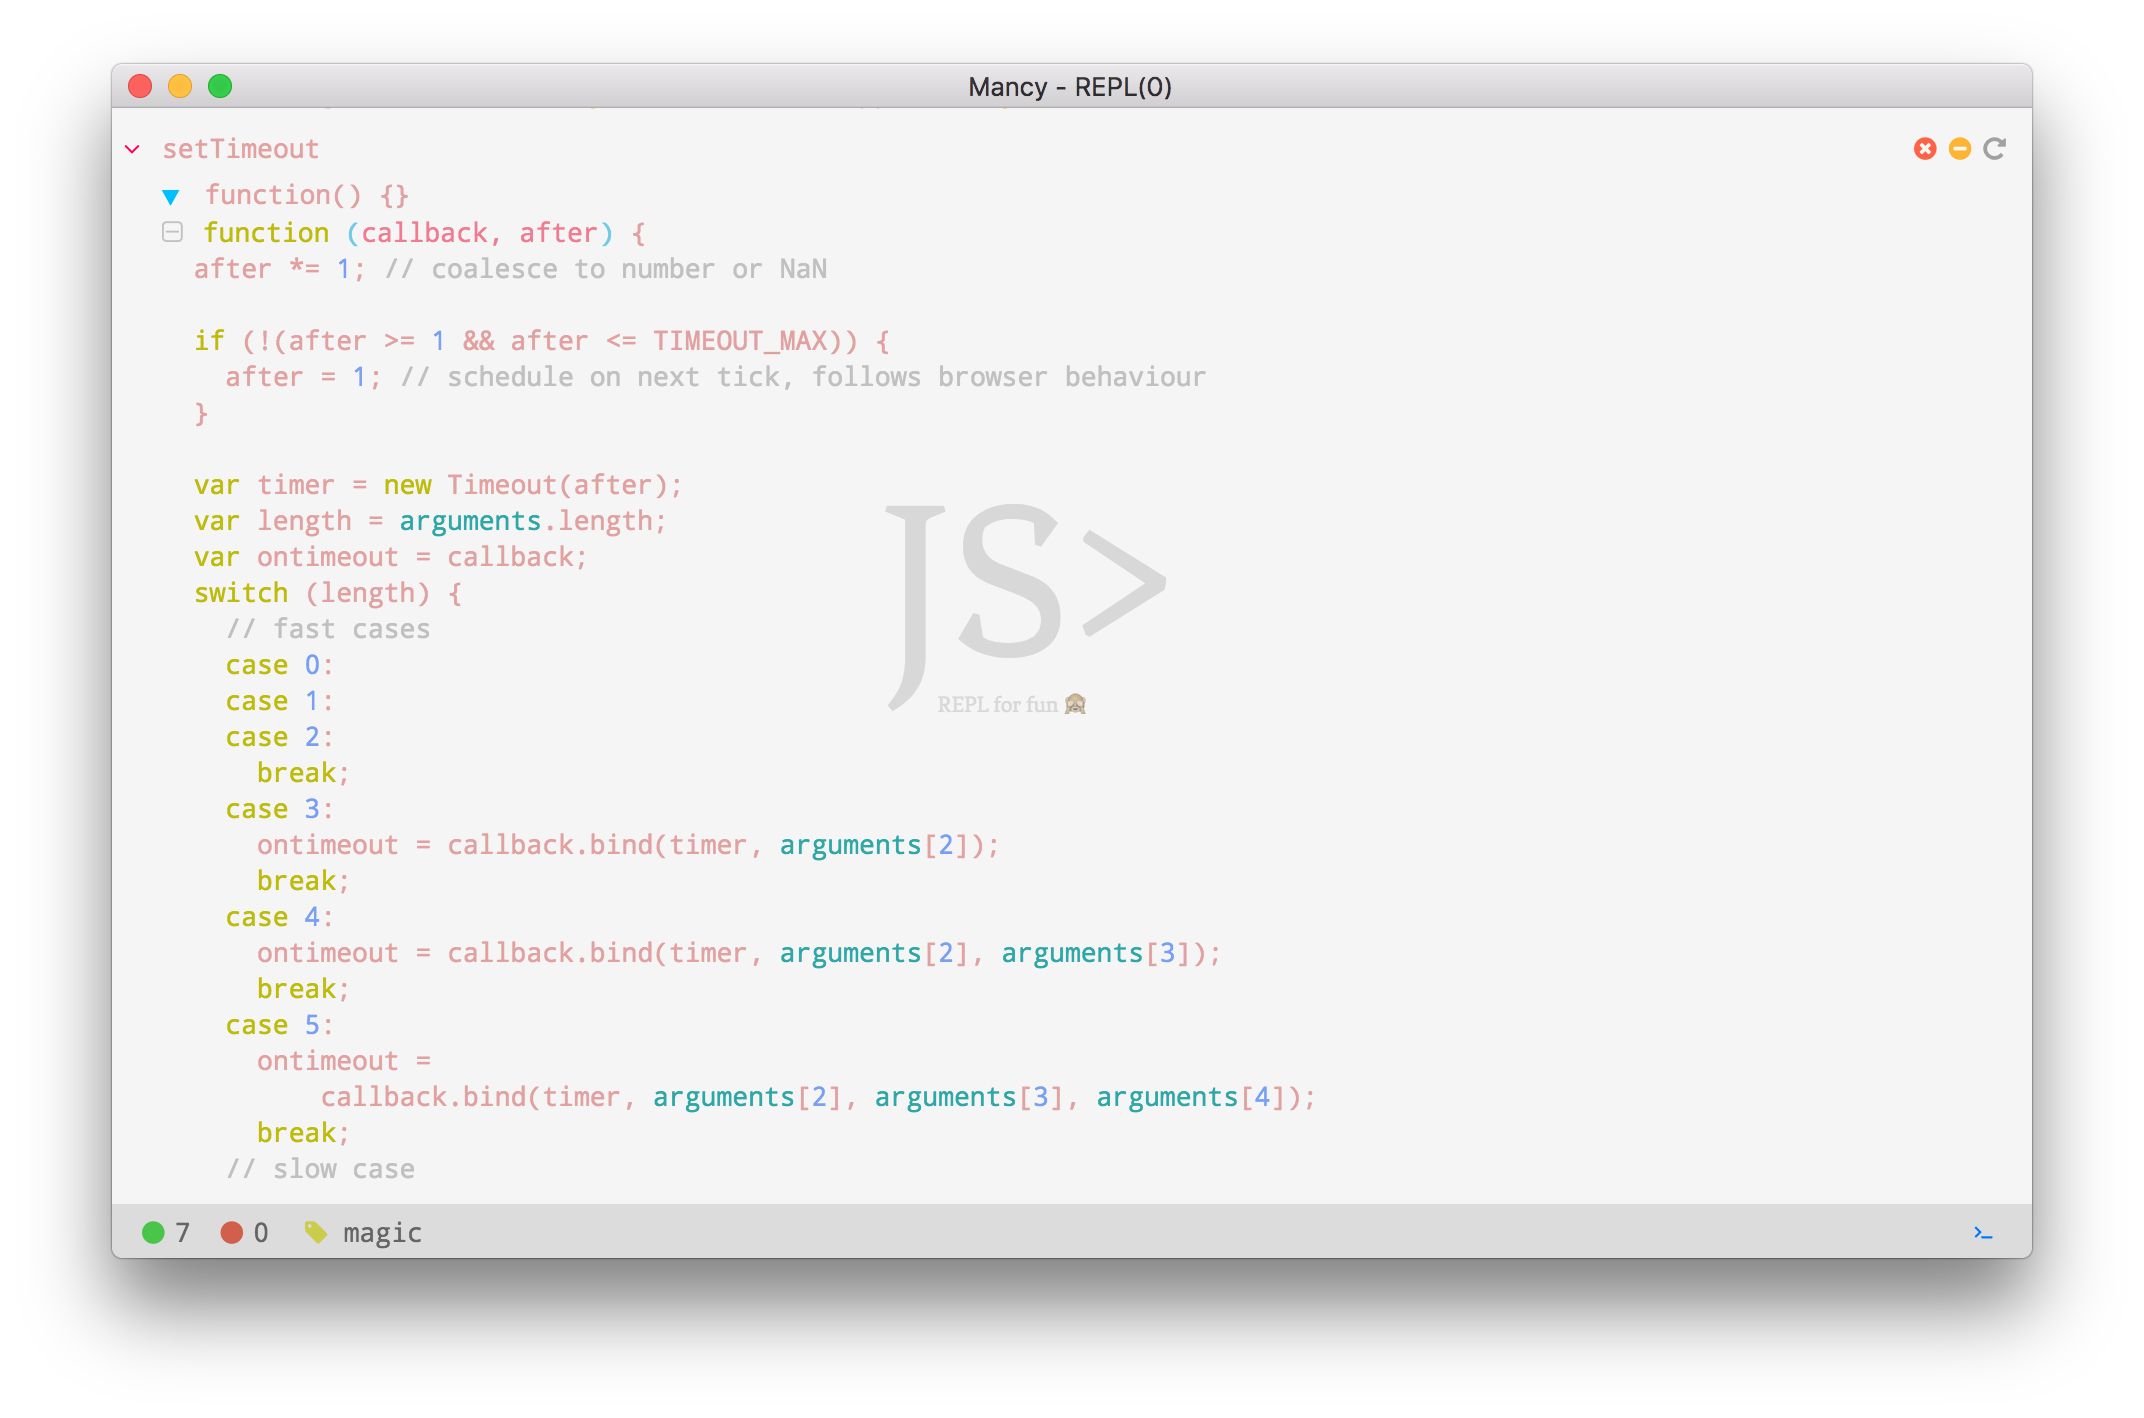 Mancy - REPL(0)
setTimeout
function() {}
function (callback, after) {
after *= 1; // coalesce to number or NaN
if (!(after >= 1 && after <= TIMEOUT_MAX)) {
after = 1; // schedule on next tick, follows browser behaviour
}
var timer = new Timeout(after);
var length = arguments.length;
var ontimeout = callback;
switch (length) {
// fast cases
case 0:
case 1:
case 2:
break;
case 3:
ontimeout = callback.bind(timer, arguments[2]);
break;
case 4:
ontimeout = callback.bind(timer, arguments[2], arguments[3]);
break;
case 5:
ontimeout =
callback.bind(timer, arguments[2], arguments[3], arguments[4]);
break;
// slow case
JS>
REPL for fun 🙈
7 0 magic